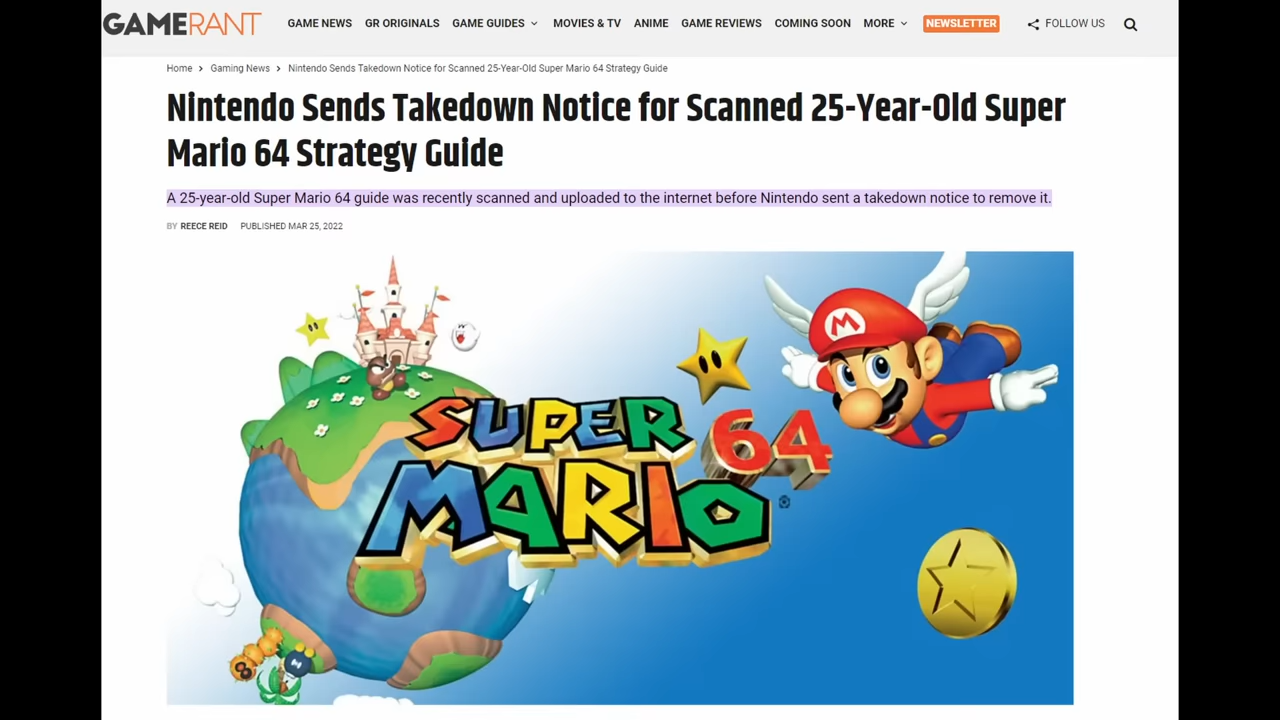 GAMERANT GAME NEWS GR ORIGINALS GAME GUIDES MOVIES & TV ANIME GAME REVIEWS COMING SOON MORE NEWSLETTER FOLLOW US
Home > Gaming News > Nintendo Sends Takedown Notice for Scanned 25-Year-Old Super Mario 64 Strategy Guide
Nintendo Sends Takedown Notice for Scanned 25-Year-Old Super
Mario 64 Strategy Guide
A 25-year-old Super Mario 64 guide was recently scanned and uploaded to the internet before Nintendo sent a takedown notice to remove it.
BY REECE REID PUBLISHED MAR 25, 2022
M
SUPER 64
MARIO
®
8